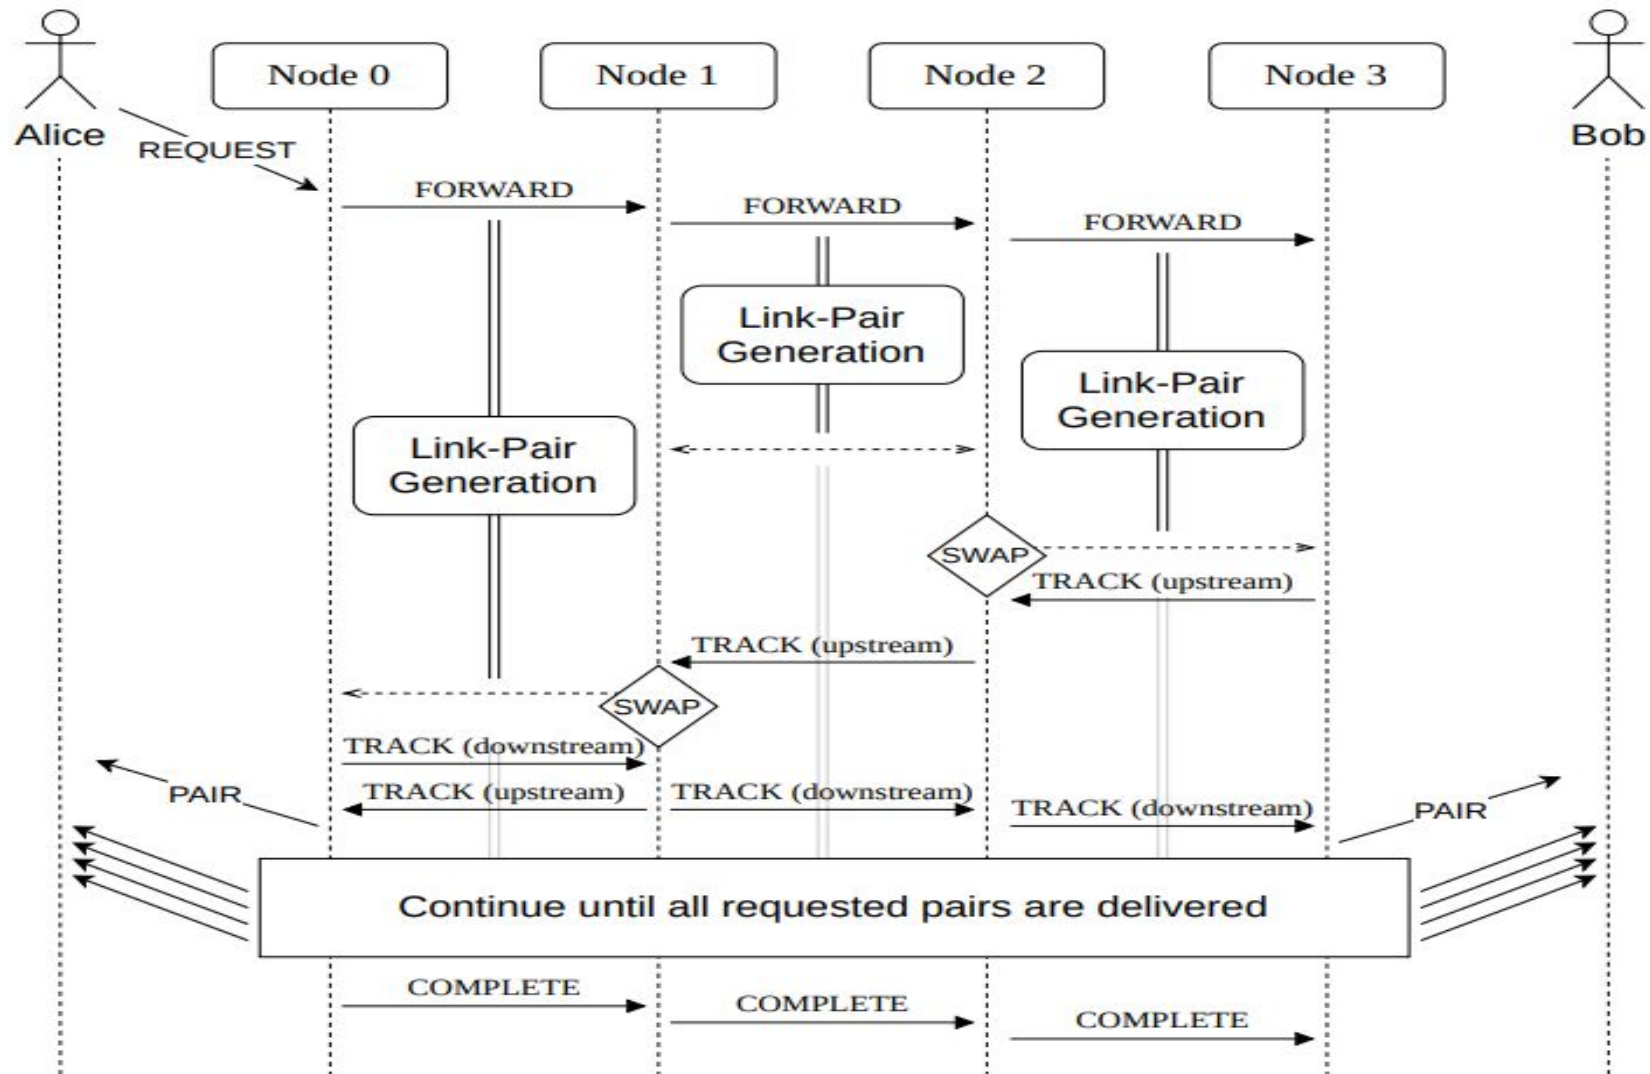 Node 0
Node 1
Node 2
Node 3
Alice
Bob
REQUEST
FORWARD
FORWARD
FORWARD
Link-Pair
Generation
Link-Pair
Generation
Link-Pair
Generation
SWAP
TRACK (upstream)
TRACK (upstream)
SWAP
TRACK (downstream)
PAIR
TRACK (upstream)
TRACK (downstream)
TRACK (downstream)
PAIR
Continue until all requested pairs are delivered
COMPLETE
COMPLETE
COMPLETE